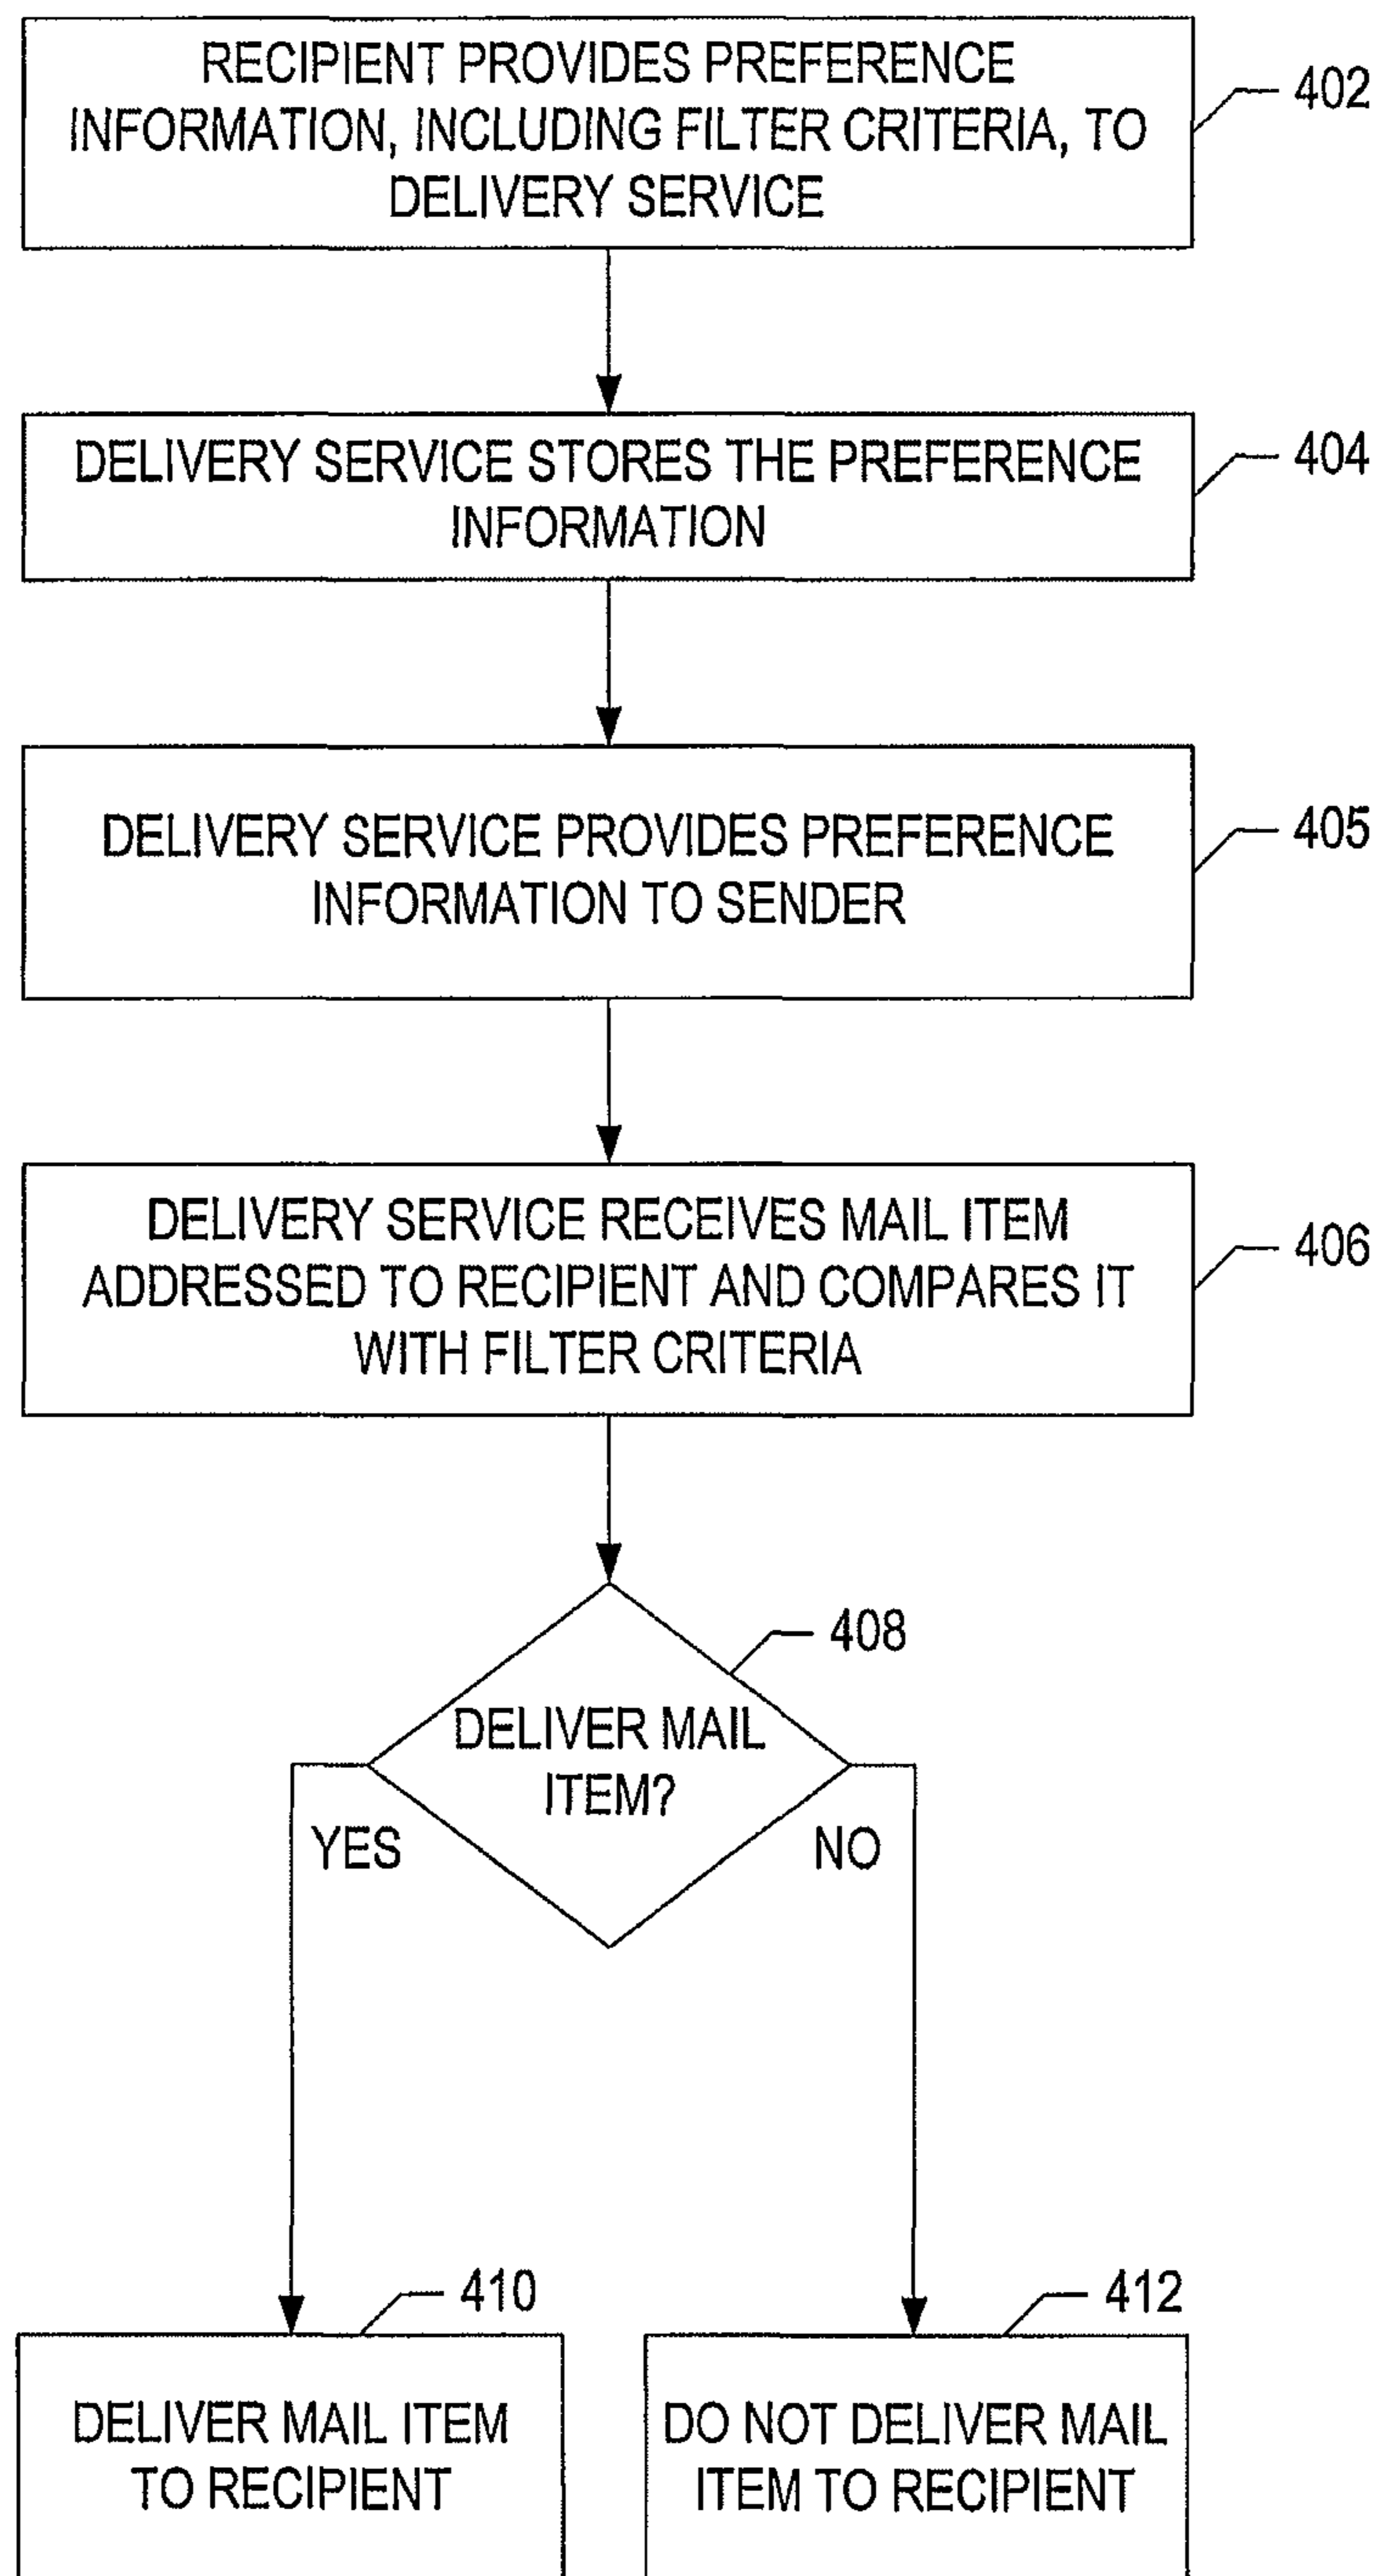 RECIPIENT PROVIDES PREFERENCE
INFORMATION, INCLUDING FILTER CRITERIA, TO
DELIVERY SERVICE
402
DELIVERY SERVICE STORES THE PREFERENCE
INFORMATION
404
DELIVERY SERVICE PROVIDES PREFERENCE
INFORMATION TO SENDER
405
DELIVERY SERVICE RECEIVES MAIL ITEM
ADDRESSED TO RECIPIENT AND COMPARES IT
WITH FILTER CRITERIA
406
408
DELIVER MAIL
ITEM?
YES
NO
410
DELIVER MAIL ITEM
TO RECIPIENT
412
DO NOT DELIVER MAIL
ITEM TO RECIPIENT